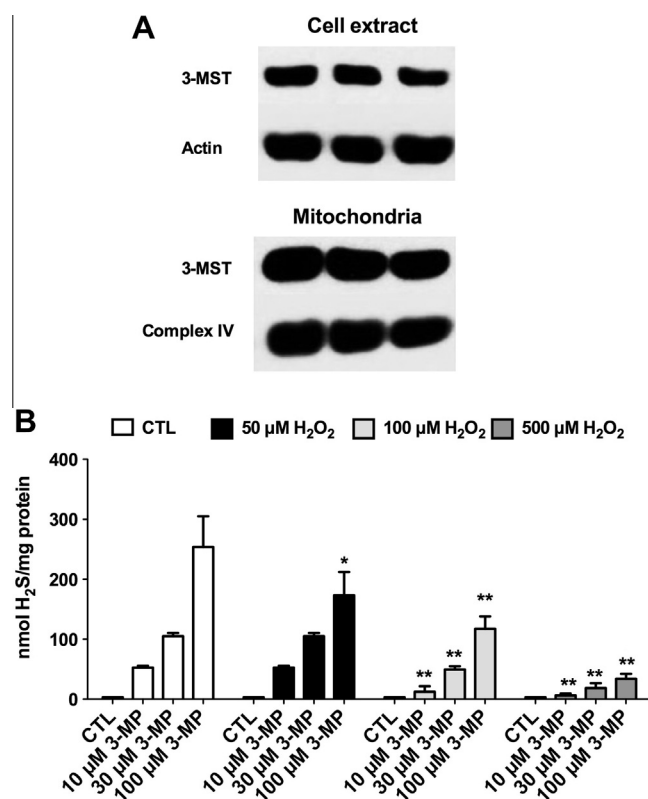 A
Cell extract
3-MST
Actin
Mitochondria
3-MST
Complex IV
B
CTL 50 µM H₂O₂ 100 µM H₂O₂ 500 µM H₂O₂
nmol H₂S/mg protein
400
300
200
100
0
*
** ** **
** ** **
CTL 10 µM 3-MP 30 µM 3-MP 100 µM 3-MP CTL 10 µM 3-MP 30 µM 3-MP 100 µM 3-MP CTL 10 µM 3-MP 30 µM 3-MP 100 µM 3-MP CTL 10 µM 3-MP 30 µM 3-MP 100 µM 3-MP